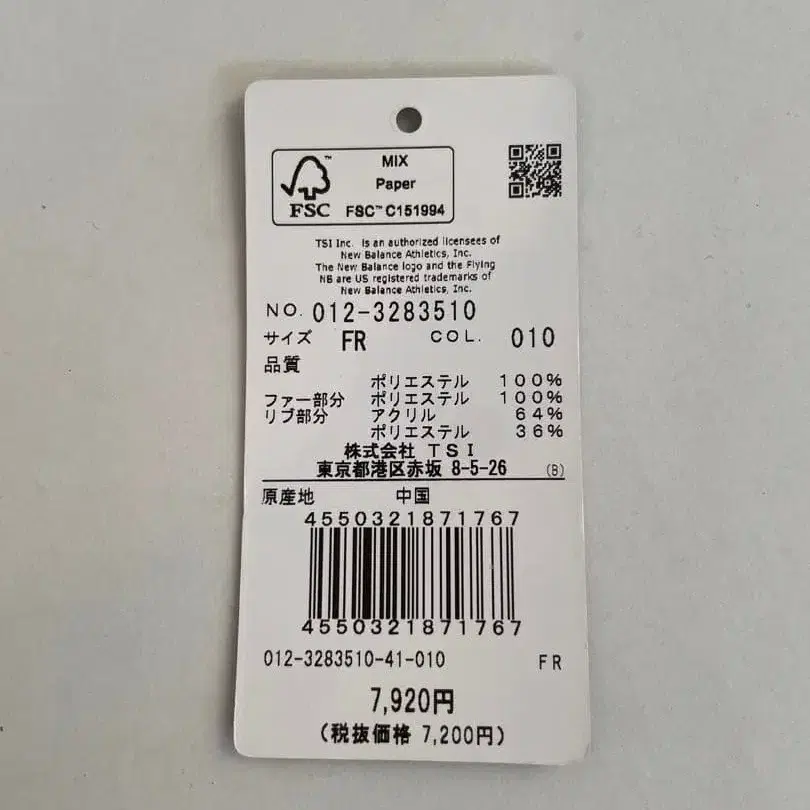 MIX
Paper
FSC™ C151994
FSC
TSI Inc. is an authorized licensees of
New Balance Athletics, Inc.
The New Balance logo and the Flying
NB are US registered trademarks of
New Balance Athletics, Inc.
NO. 012-3283510
サイズ FR COL. 010
品質
ポリエステル 100%
ファー部分 ポリエステル 100%
リブ部分 アクリル 64%
ポリエステル 36%
株式会社 TSI
東京都港区赤坂 8-5-26 (B)
原産地 中国
4550321871767
4550321871767
012-3283510-41-010 FR
7,920円
(税抜価格 7,200円)